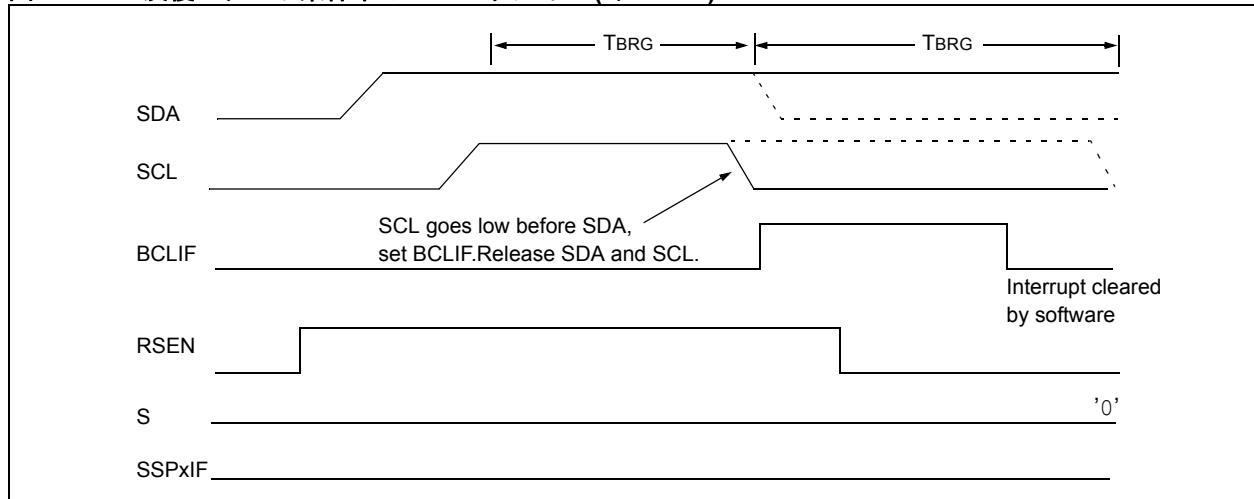 TBRG TBRG
SDA
SCL
SCL goes low before SDA,
set BCLIF.Release SDA and SCL.
BCLIF
Interrupt cleared
by software
RSEN
S
'0'
SSPxIF